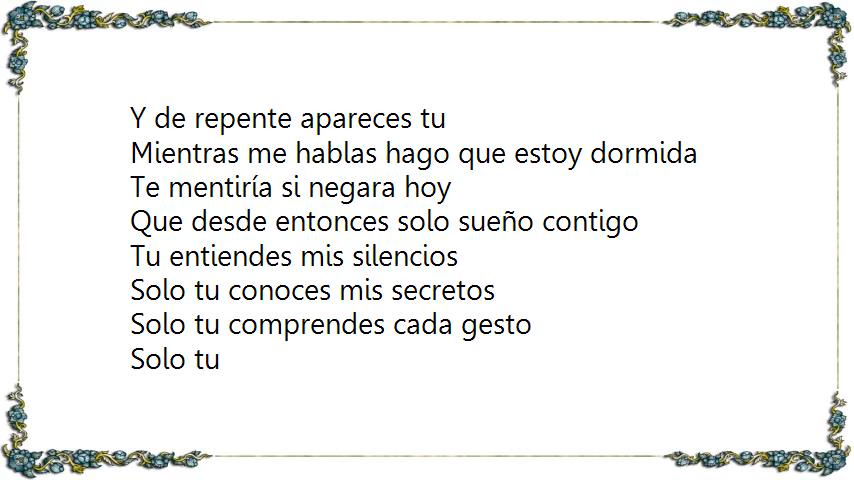 Y de repente apareces tu
Mientras me hablas hago que estoy dormida
Te mentiría si negara hoy
Que desde entonces solo sueño contigo
Tu entiendes mis silencios
Solo tu conoces mis secretos
Solo tu comprendes cada gesto
Solo tu